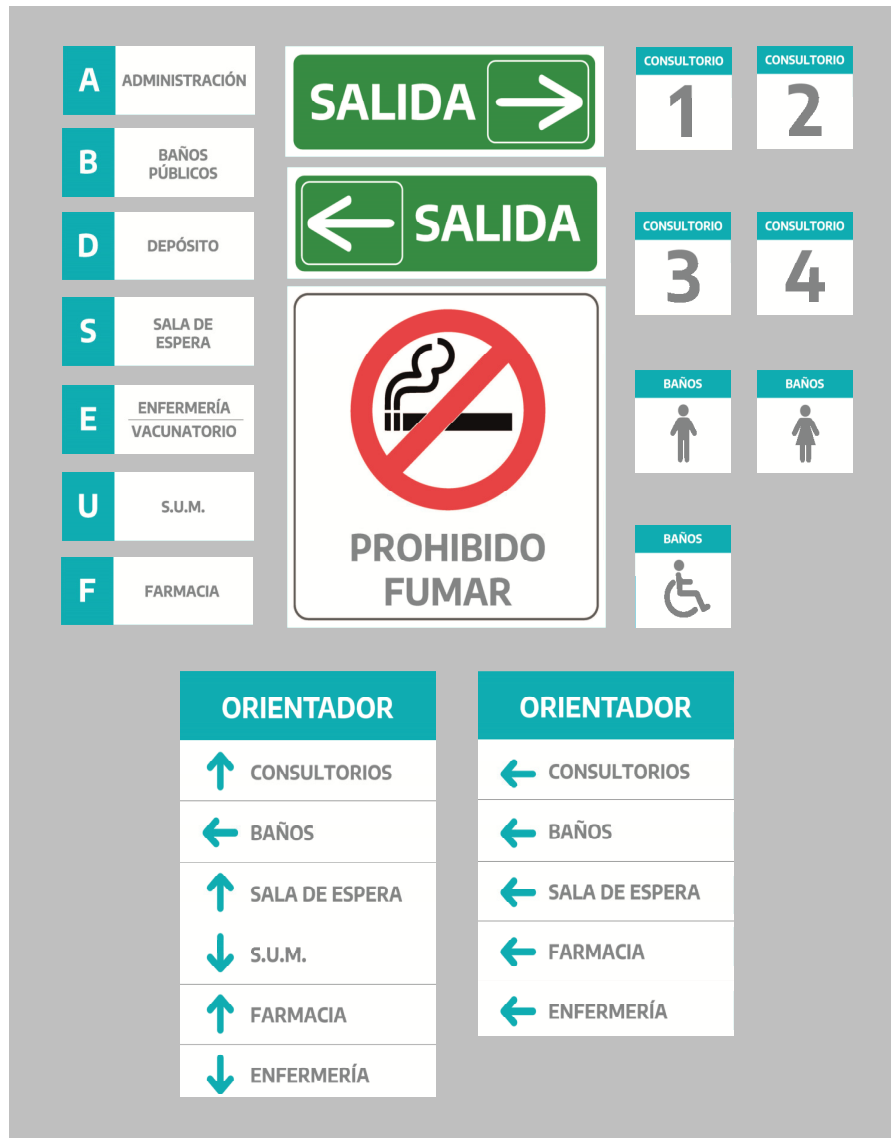 A
ADMINISTRACIÓN
B
BAÑOS
PÚBLICOS
D
DEPÓSITO
S
SALA DE
ESPERA
E
ENFERMERÍA
VACUNATORIO
U
S.U.M.
F
FARMACIA
SALIDA
SALIDA
PROHIBIDO
FUMAR
CONSULTORIO
1
CONSULTORIO
2
CONSULTORIO
3
CONSULTORIO
4
BAÑOS
BAÑOS
BAÑOS
ORIENTADOR
CONSULTORIOS
BAÑOS
SALA DE ESPERA
S.U.M.
FARMACIA
ENFERMERÍA
ORIENTADOR
CONSULTORIOS
BAÑOS
SALA DE ESPERA
FARMACIA
ENFERMERÍA